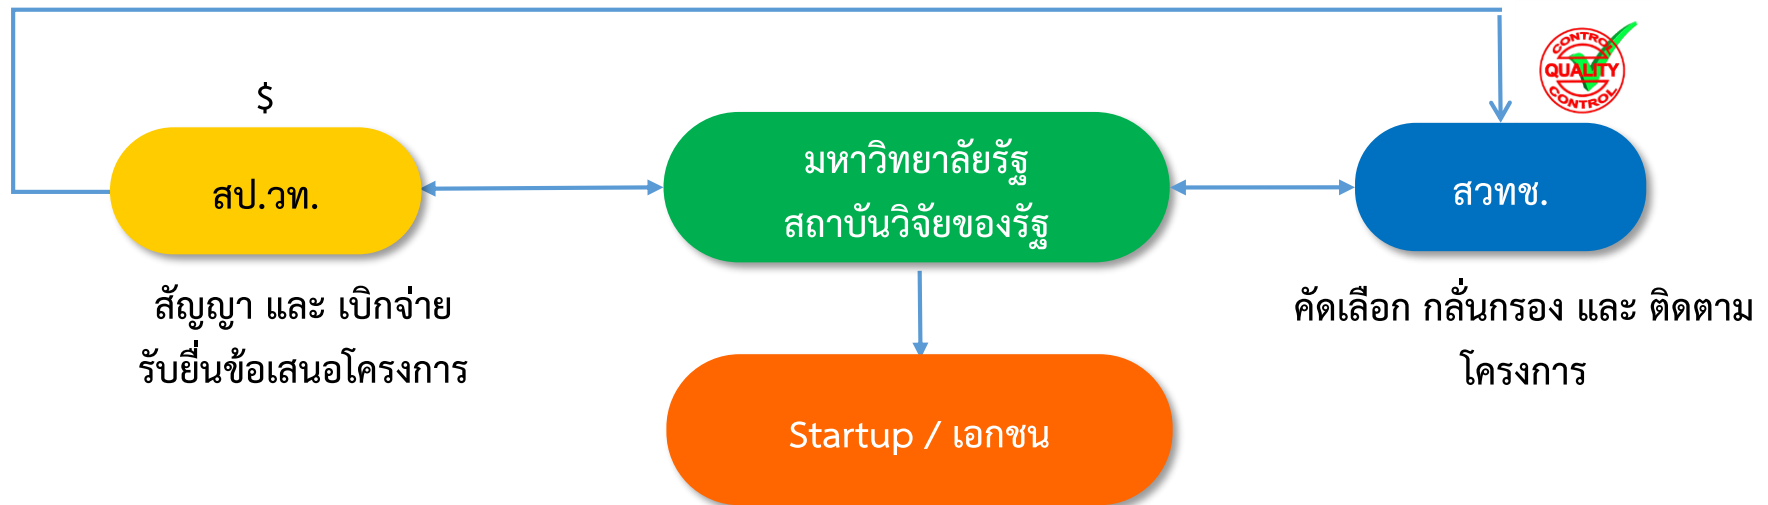 $
สป.วท.
สัญญา และ เบิกจ่าย
รับยื่นข้อเสนอโครงการ
มหาวิทยาลัยรัฐ
สถาบันวิจัยของรัฐ
Startup / เอกชน
CONTROL
QUALITY
CONTROL
สวทช.
คัดเลือก กลั่นกรอง และ ติดตาม
โครงการ